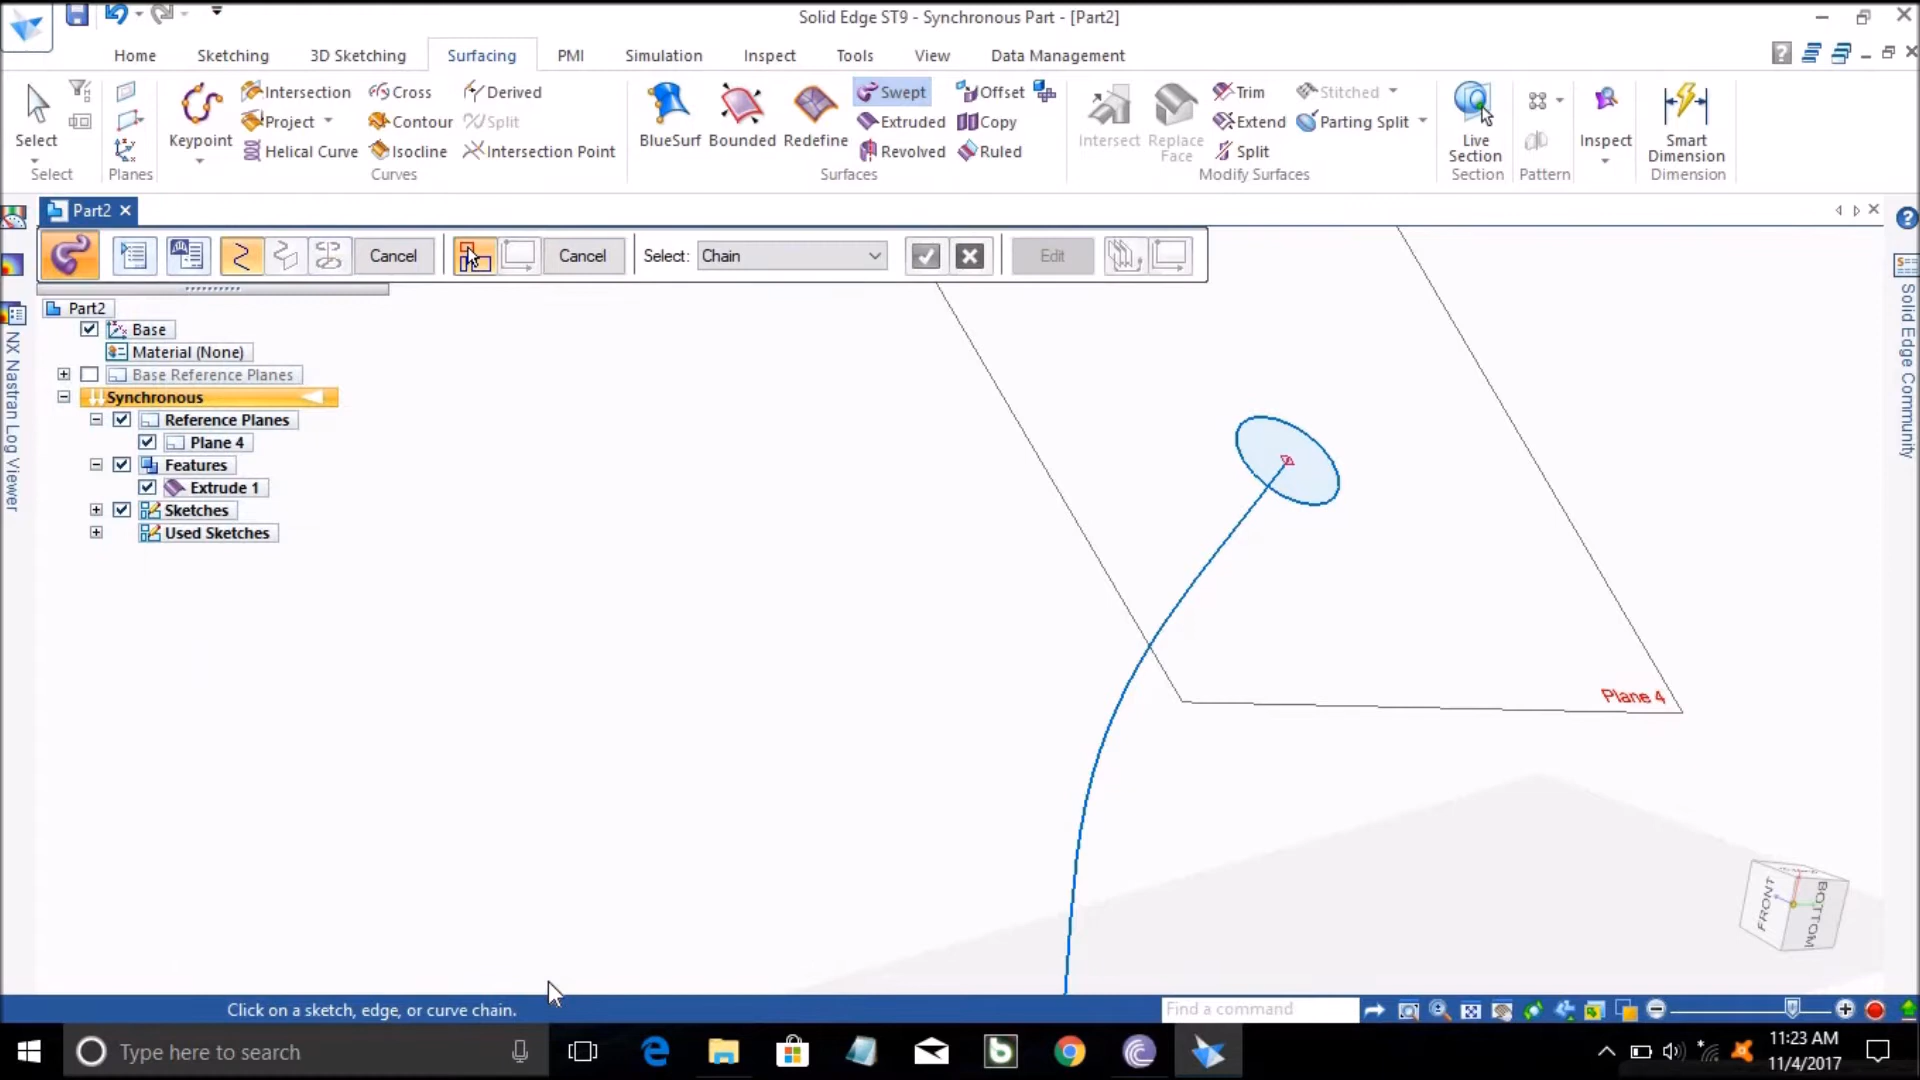 Solid Edge ST9 - Synchronous Part - [Part2]
Home Sketching 3D Sketching Surfacing PMI Simulation Inspect Tools View Data Management
Intersection Cross Derived Swept Offset Trim Stitched
Project Contour Split Extruded Copy Extend Parting Split
Select Keypoint BlueSurf Bounded Redefine Intersect Replace Face Live Section Inspect Smart Dimension
Helical Curve Isocline Intersection Point Revolved Ruled Split
Select Planes Curves Surfaces Modify Surfaces Section Pattern Dimension
Part2
Cancel Cancel Select: Chain Edit
Part2
Base
Material (None)
Base Reference Planes
Synchronous
Reference Planes
Plane 4
Features
Extrude 1
Sketches
Used Sketches
NX Nastran Log Viewer
Solid Edge Community
Plane 4
FRONT
BOTTOM
Click on a sketch, edge, or curve chain.
Find a command
Type here to search
11:23 AM
11/4/2017